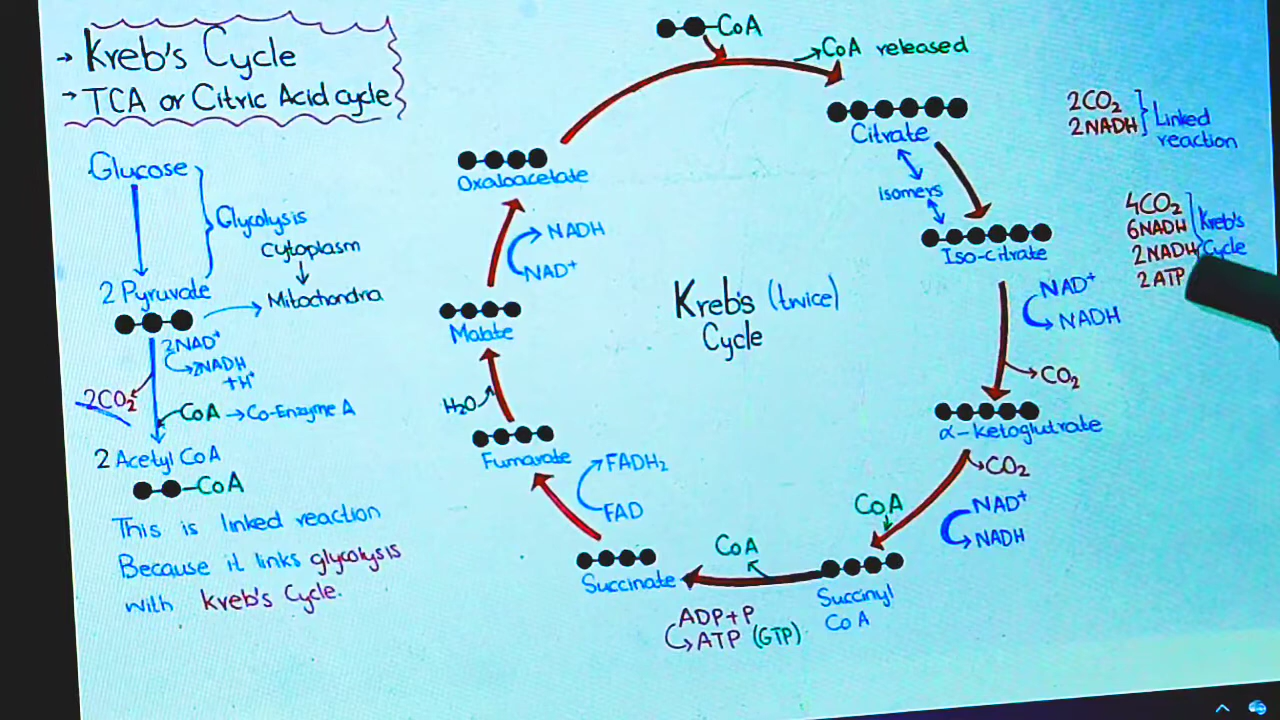 → Kreb's Cycle
→ TCA or Citric Acid cycle
Glucose
Glycolysis
Cytoplasm
Mitochondria
2 Pyruvate
2NAD⁺
2NADH
+H⁺
2CO₂
CoA → Co-Enzyme A
2 Acetyl CoA
-CoA
This is linked reaction
Because it links glycolysis
with Kreb's Cycle.
-CoA
CoA released
Citrate
Isomers
Iso-citrate
NAD⁺
NADH
CO₂
α-ketoglutrate
CO₂
NAD⁺
NADH
CoA
Succinyl
CoA
CoA
ADP+P
ATP (GTP)
Succinate
FAD
FADH₂
Fumarate
H₂O
Malate
NAD⁺
NADH
Oxaloacetate
Kreb's (twice)
Cycle
2CO₂
2NADH
Linked
reaction
4CO₂
6NADH
2NADH
2ATP
Kreb's
Cycle